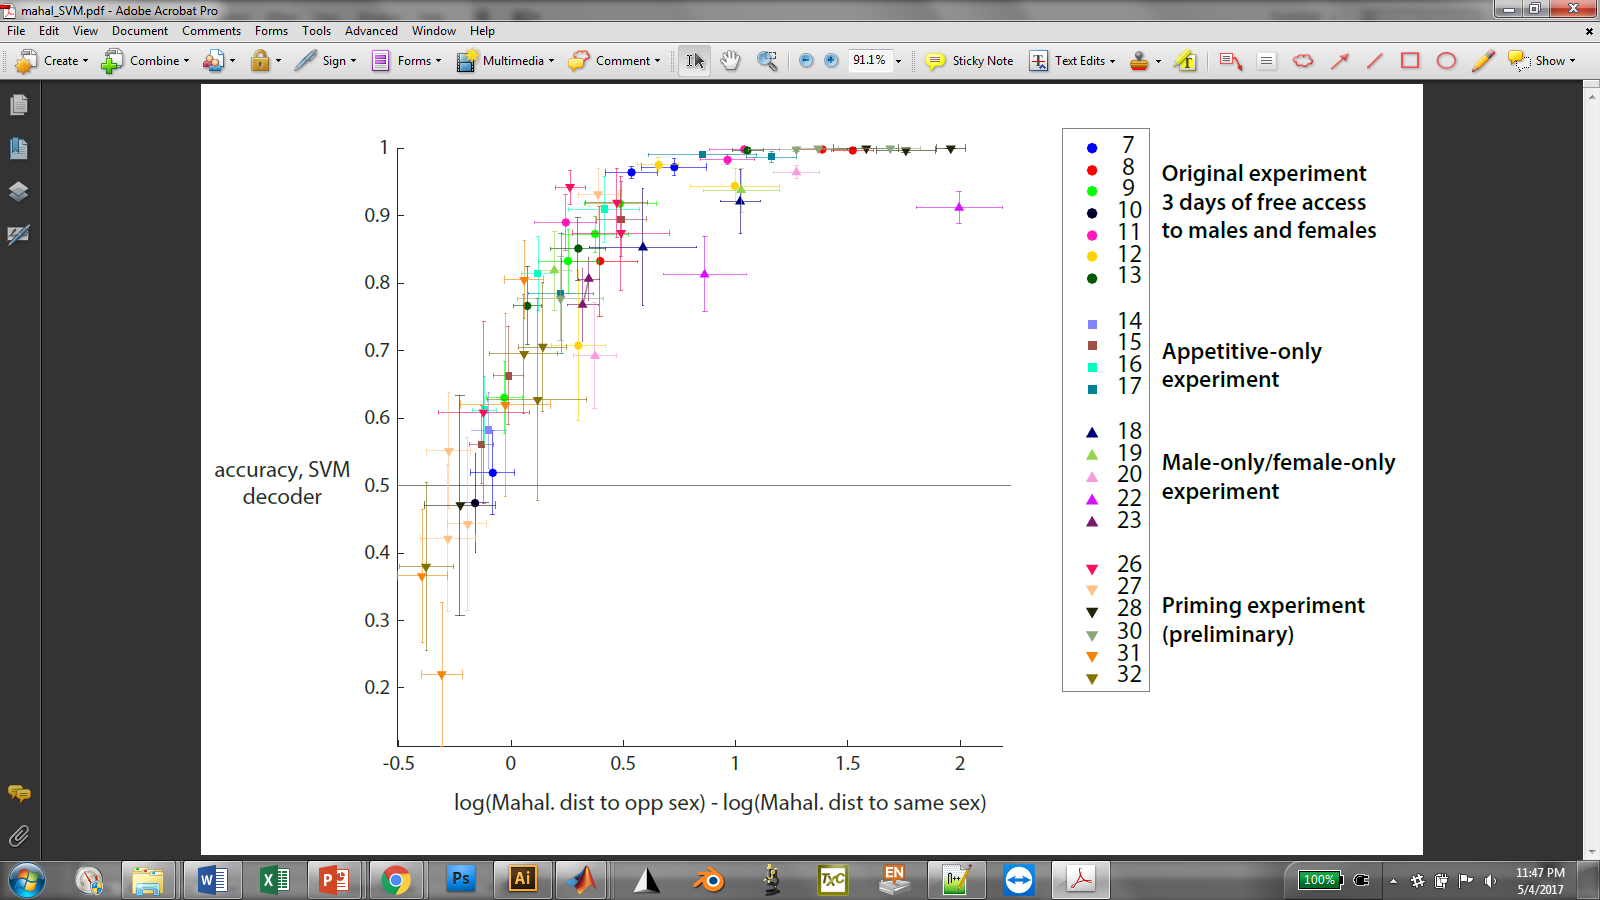 mahal_SVM.pdf - Adobe Acrobat Pro
File Edit View Document Comments Forms Tools Advanced Window Help
Create Combine Sign Forms Multimedia Comment 91.1% Sticky Note Text Edits Show
1
0.9
0.8
0.7
0.6
0.5
0.4
0.3
0.2
accuracy, SVM
decoder
-0.5 0 0.5 1 1.5 2
log(Mahal. dist to opp sex) - log(Mahal. dist to same sex)
7
8
9
10
11
12
13
Original experiment
3 days of free access
to males and females
14
15
16
17
Appetitive-only
experiment
18
19
20
22
23
Male-only/female-only
experiment
26
27
28
30
31
32
Priming experiment
(preliminary)
Ps Ai TXC EN
100%
11:47 PM
5/4/2017